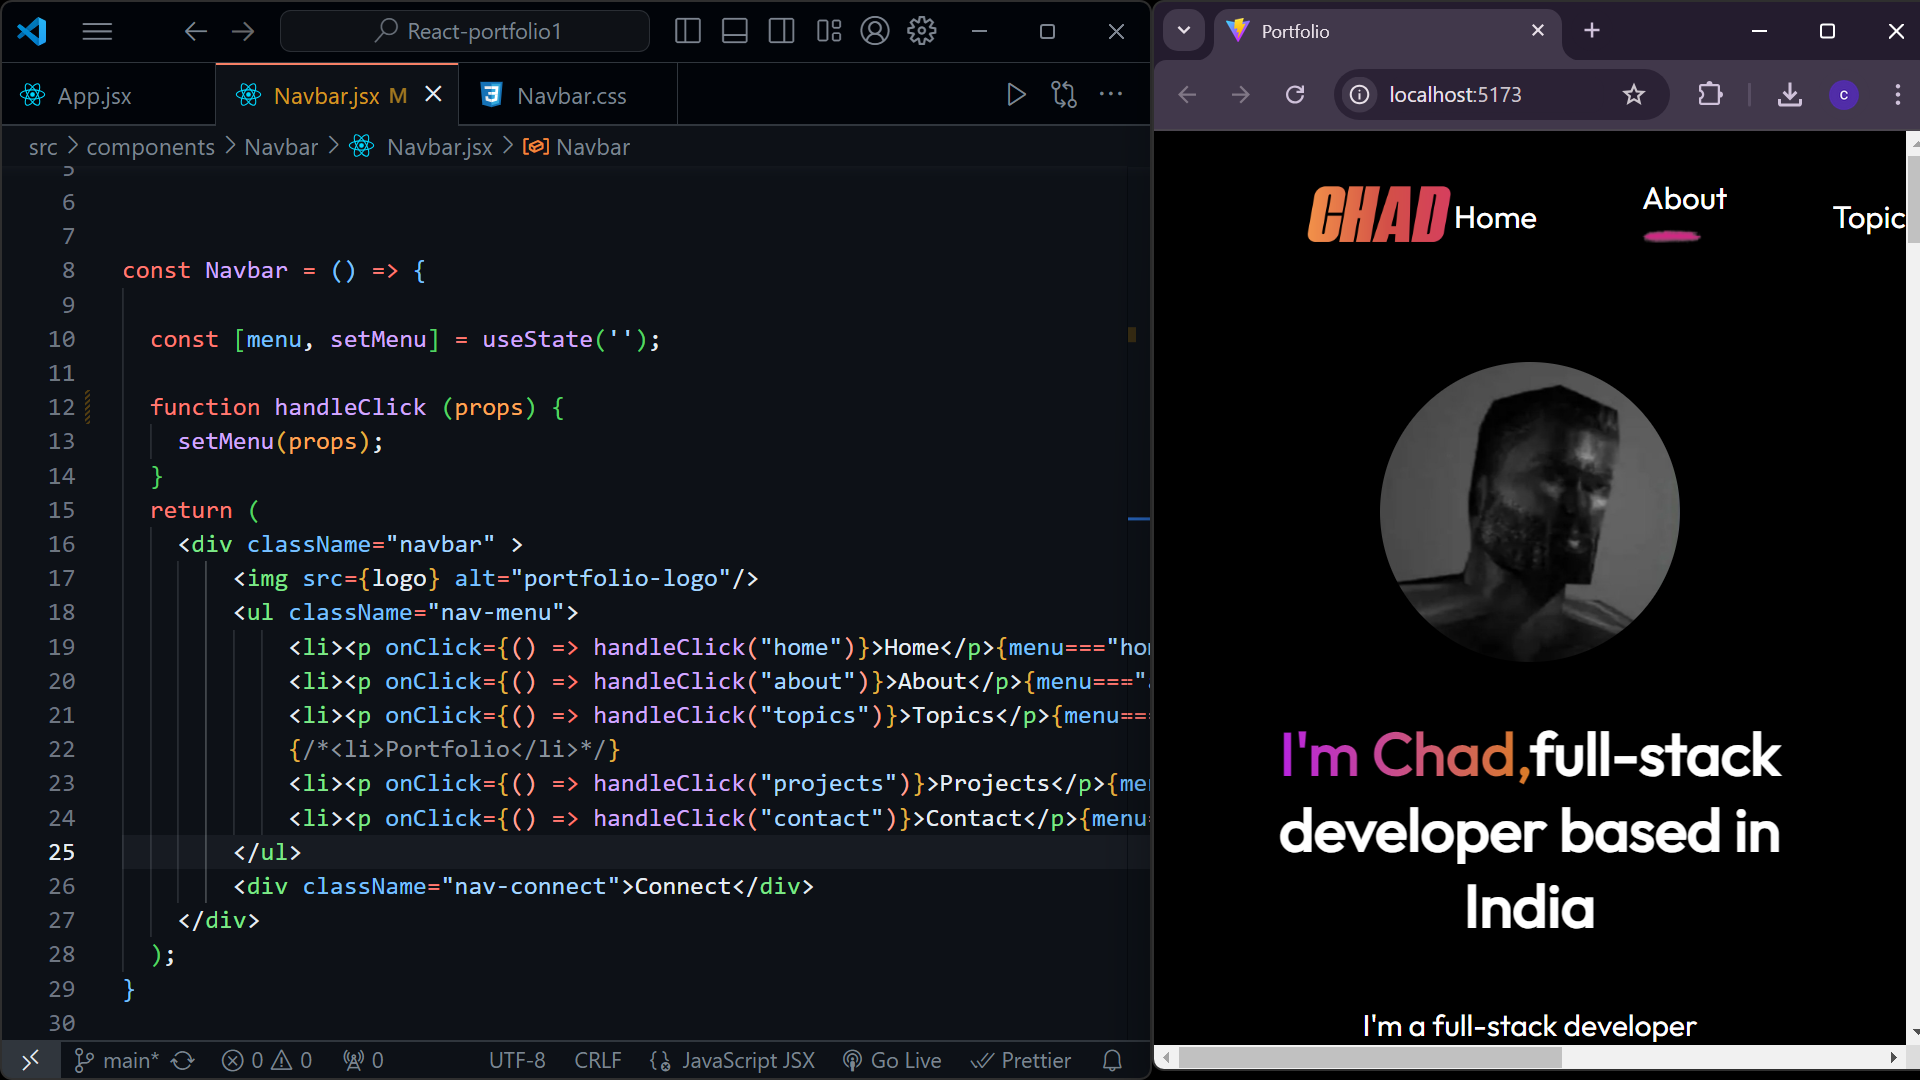 React-portfolio1
App.jsx
Navbar.jsx M
Navbar.css
src > components > Navbar > Navbar.jsx > Navbar
5
6
7
8 const Navbar = () => {
9
10 const [menu, setMenu] = useState('');
11
12 function handleClick (props) {
13 setMenu(props);
14 }
15 return (
16 <div className="navbar" >
17 <img src={logo} alt="portfolio-logo"/>
18 <ul className="nav-menu">
19 <li><p onClick={() => handleClick("home")}>Home</p>{menu==="ho
20 <li><p onClick={() => handleClick("about")}>About</p>{menu==="
21 <li><p onClick={() => handleClick("topics")}>Topics</p>{menu==
22 {/*<li>Portfolio</li>*/}
23 <li><p onClick={() => handleClick("projects")}>Projects</p>{me
24 <li><p onClick={() => handleClick("contact")}>Contact</p>{menu
25 </ul>
26 <div className="nav-connect">Connect</div>
27 </div>
28 );
29 }
30
main* 0 0 0 UTF-8 CRLF JavaScript JSX Go Live Prettier
Portfolio
localhost:5173
c
CHAD Home About Topic
I'm Chad,full-stack
developer based in
India
I'm a full-stack developer